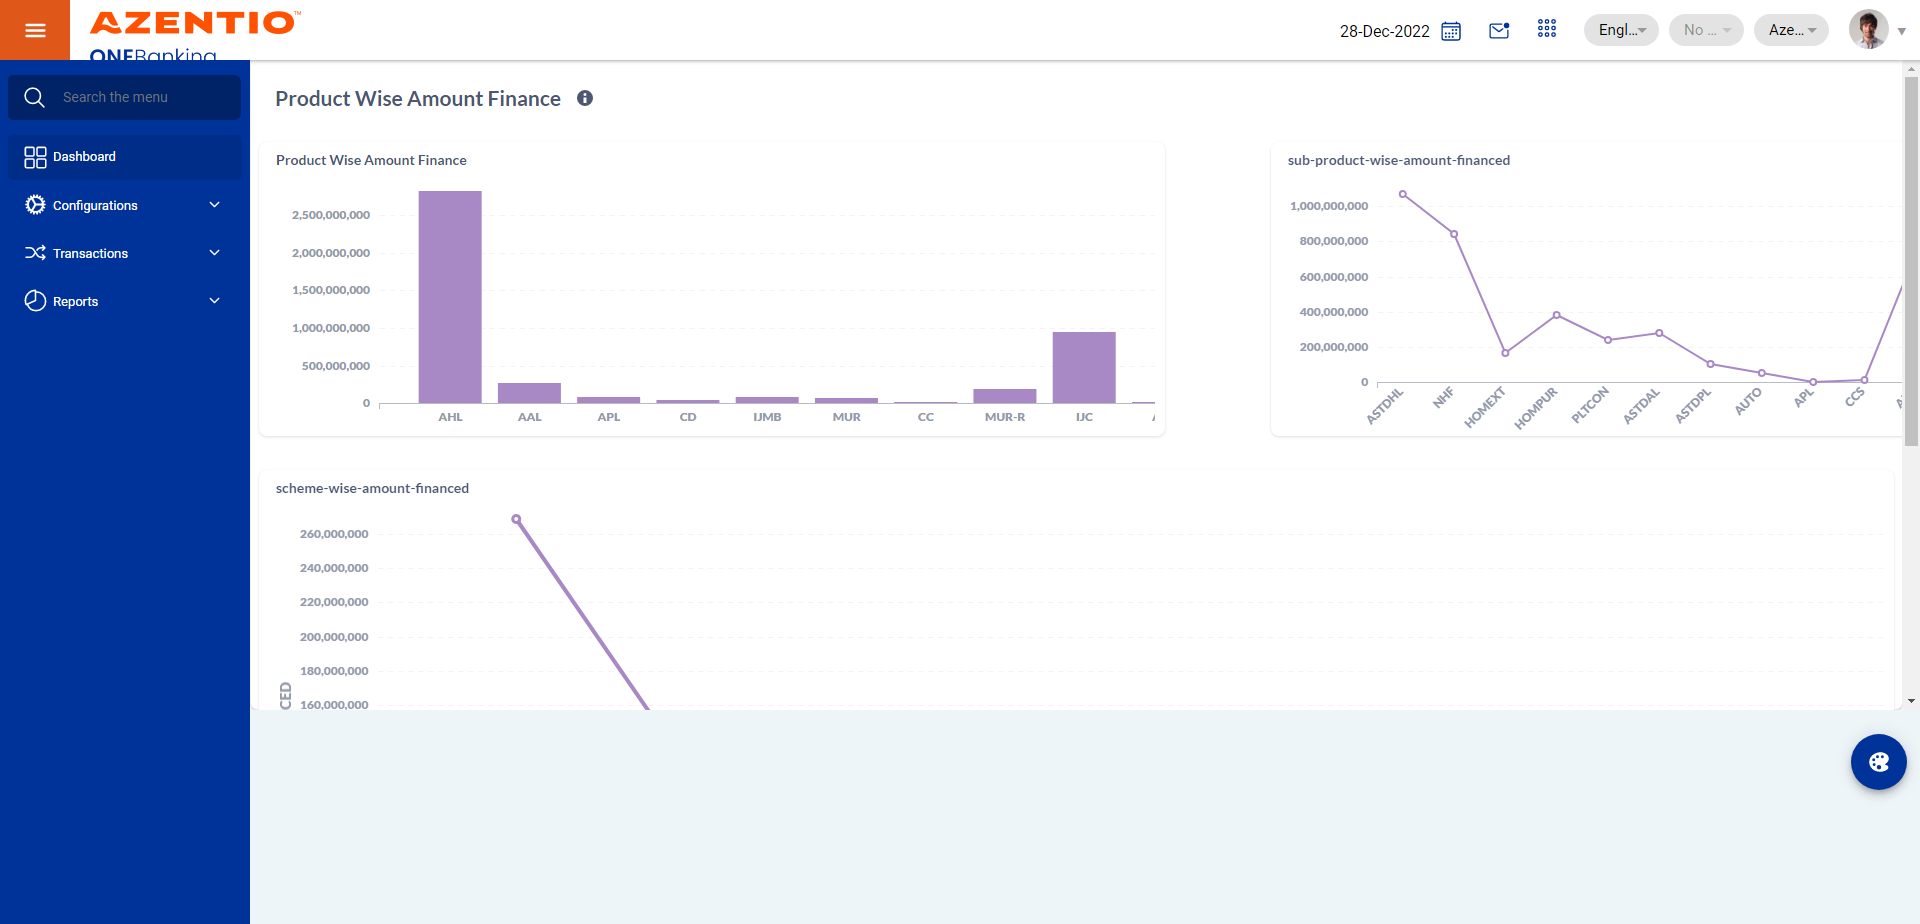 AZENTIO™
ONEBanking
28-Dec-2022
Engl...
No ...
Aze...
Search the menu
Dashboard
Configurations
Transactions
Reports
Product Wise Amount Finance
Product Wise Amount Finance
2,500,000,000
2,000,000,000
1,500,000,000
1,000,000,000
500,000,000
0
AHL AAL APL CD IJMB MUR CC MUR-R IJC
sub-product-wise-amount-financed
1,000,000,000
800,000,000
600,000,000
400,000,000
200,000,000
0
ASTDHL NHF HOMEXT HOMPUR PLTCON ASTDAL ASTDPL AUTO APL CCS
scheme-wise-amount-financed
260,000,000
240,000,000
220,000,000
200,000,000
180,000,000
160,000,000
CED